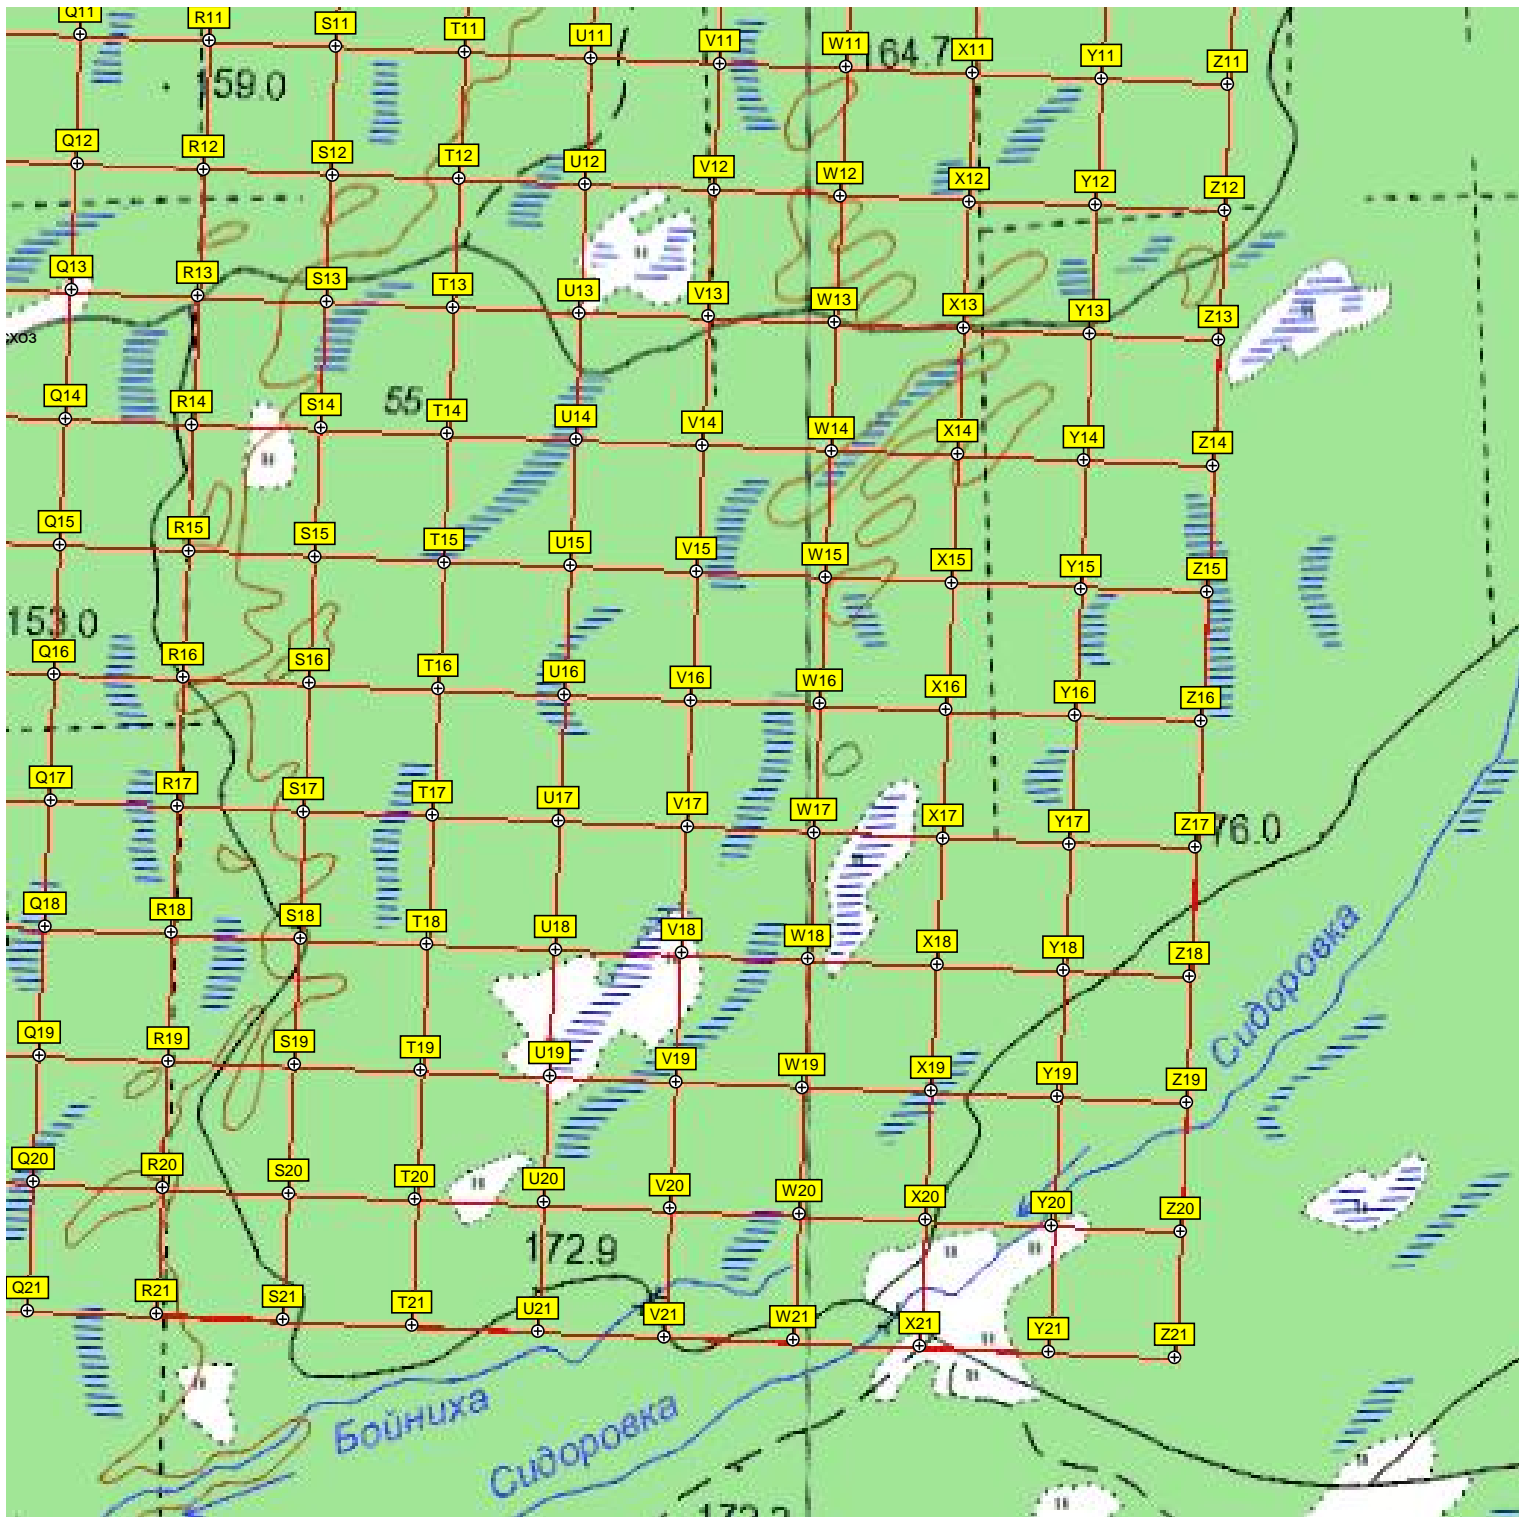 Q11 R11 S11 T11 U11 V11 W11 X11 Y11 Z11
164.7
159.0
Q12 R12 S12 T12 U12 V12 W12 X12 Y12 Z12
Q13 R13 S13 T13 U13 V13 W13 X13 Y13 Z13
схоз
Q14 R14 S14 T14 U14 V14 W14 X14 Y14 Z14
55
Q15 R15 S15 T15 U15 V15 W15 X15 Y15 Z15
153.0
Q16 R16 S16 T16 U16 V16 W16 X16 Y16 Z16
Q17 R17 S17 T17 U17 V17 W17 X17 Y17 Z17
76.0
Q18 R18 S18 T18 U18 V18 W18 X18 Y18 Z18
Сидоровка
Q19 R19 S19 T19 U19 V19 W19 X19 Y19 Z19
Q20 R20 S20 T20 U20 V20 W20 X20 Y20 Z20
172.9
Q21 R21 S21 T21 U21 V21 W21 X21 Y21 Z21
Бойниха
Сидоровка